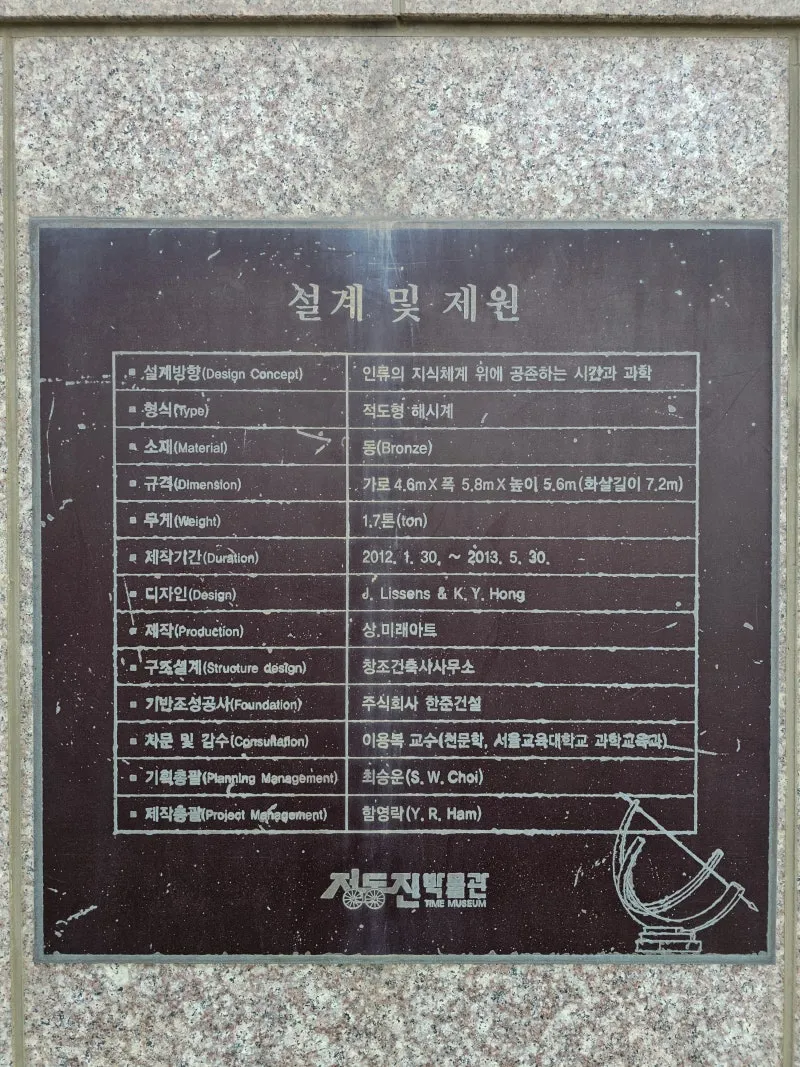 설계 및 제원
▪ 설계방향(Design Concept) 인류의 지식체계 위에 공존하는 시간과 과학
▪ 형식(Type) 적도형 해시계
▪ 소재(Material) 동(Bronze)
▪ 규격(Dimension) 가로 4.6m X 폭 5.8m X 높이 5.6m (화살길이 7.2m)
▪ 무게(Weight) 1.7톤(ton)
▪ 제작기간(Duration) 2012. 1. 30. ~ 2013. 5. 30.
▪ 디자인(Design) J. Lissens & K. Y. Hong
▪ 제작(Production) 상.미래아트
▪ 구조설계(Structure design) 창조건축사사무소
▪ 기반조성공사(Foundation) 주식회사 한준건설
▪ 자문 및 감수(Consultation) 이용복 교수(천문학, 서울교육대학교 과학교육과)
▪ 기획총괄(Planning Management) 최승운(S. W. Choi)
▪ 제작총괄(Project Management) 함영락(Y. R. Ham)
정동진박물관
TIME MUSEUM